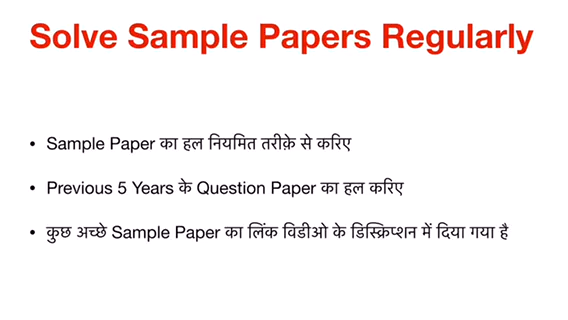 Solve Sample Papers Regularly
• Sample Paper का हल नियमित तरीक़े से करिए
• Previous 5 Years के Question Paper का हल करिए
• कुछ अच्छे Sample Paper का लिंक विडीओ के डिस्क्रिप्शन में दिया गया है